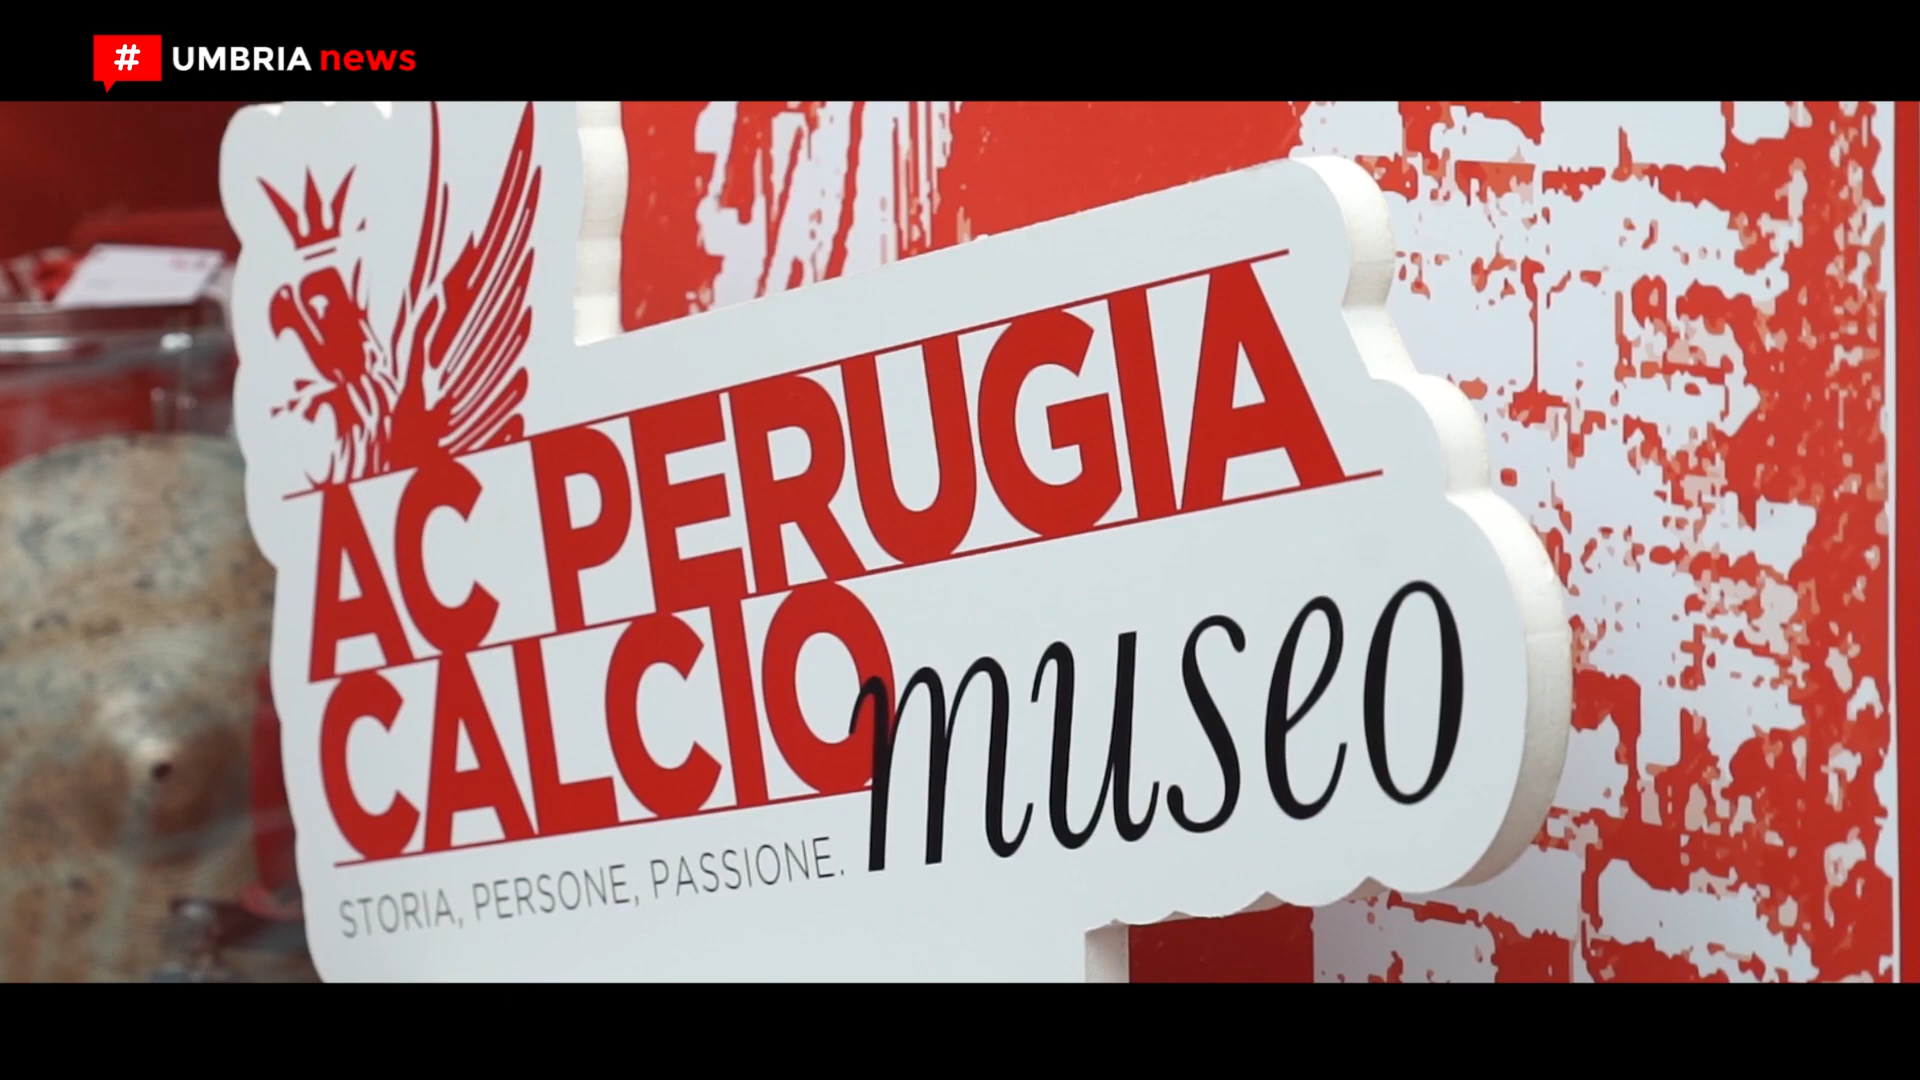 # UMBRIA news
AC PERUGIA
CALCIO museo
STORIA, PERSONE, PASSIONE.